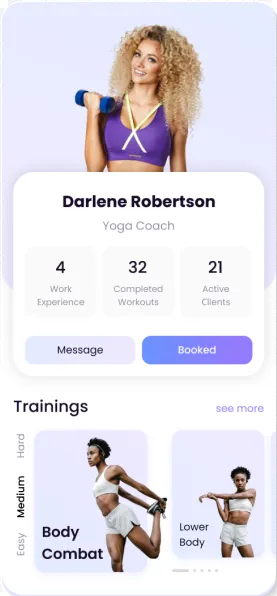 Darlene Robertson
Yoga Coach
4
Work
Experience
32
Completed
Workouts
21
Active
Clients
Message
Booked
Trainings
see more
Hard
Medium
Easy
Body
Combat
Lower
Body